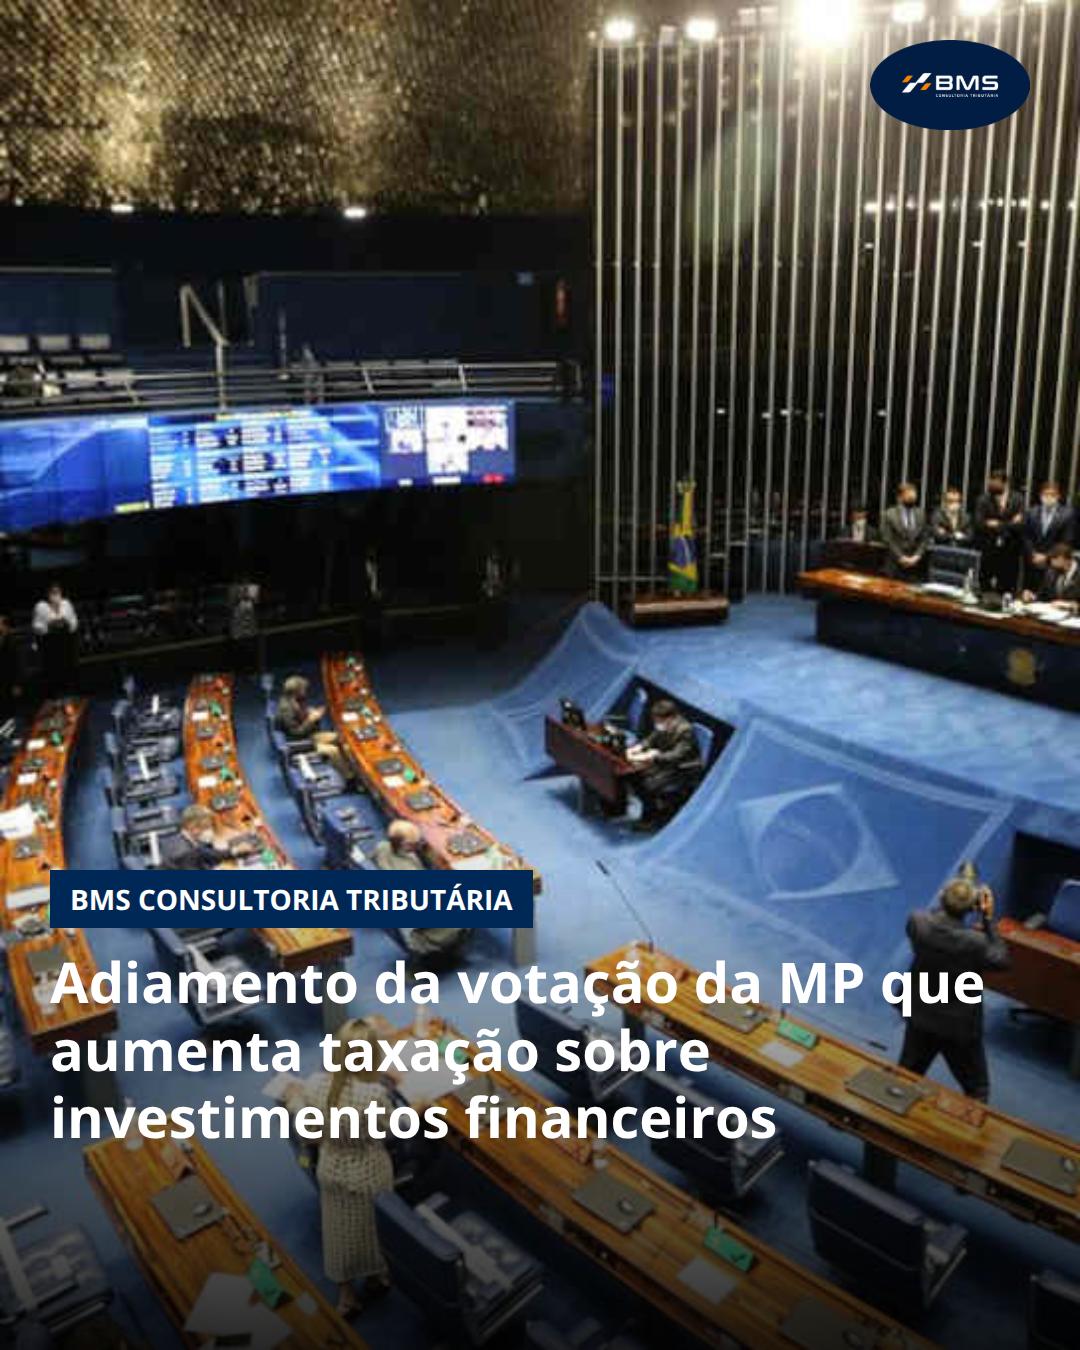 BMS
CONSULTORIA TRIBUTÁRIA
BMS CONSULTORIA TRIBUTÁRIA
Adiamento da votação da MP que
aumenta taxação sobre
investimentos financeiros